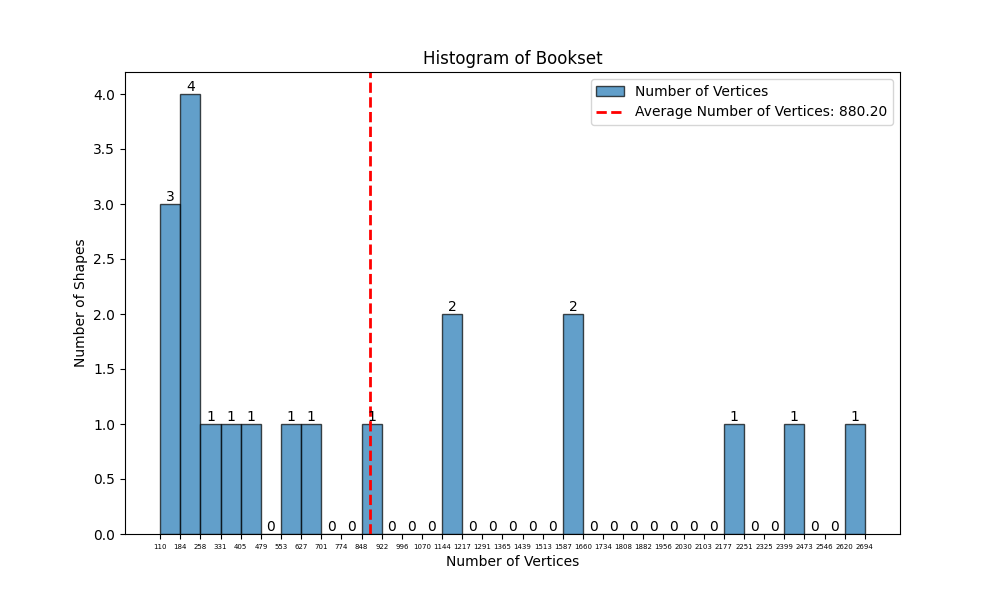 Histogram of Bookset
Number of Vertices
Average Number of Vertices: 880.20
4.0
3.5
3.0
2.5
2.0
1.5
1.0
0.5
0.0
Number of Shapes
3 4 1 1 1 0 1 1 0 0 1 0 0 0 2 0 0 0 0 0 2 0 0 0 0 0 0 0 1 0 0 1 0 0 1
110 184 258 331 405 479 553 627 701 774 848 922 996 1070 1144 1217 1291 1365 1439 1513 1587 1660 1734 1808 1882 1956 2030 2103 2177 2251 2325 2399 2473 2546 2620 2694
Number of Vertices